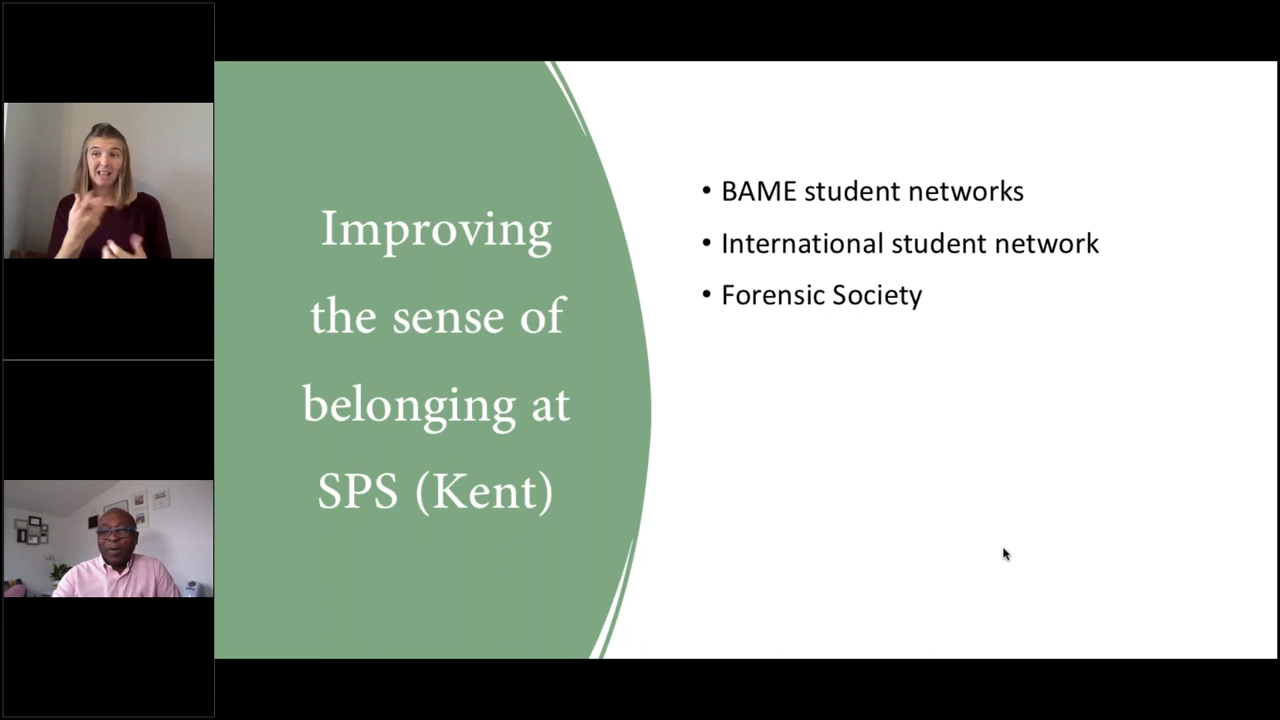 Improving
the sense of
belonging at
SPS (Kent)
• BAME student networks
• International student network
• Forensic Society